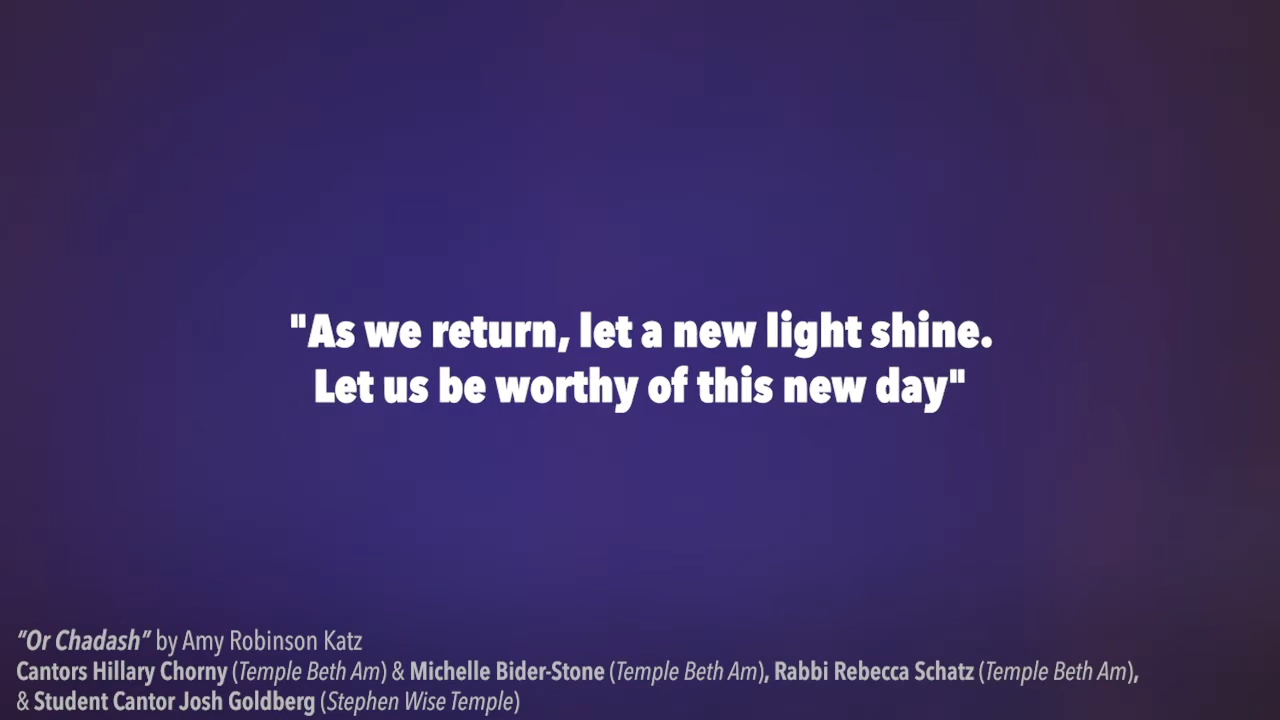 "As we return, let a new light shine.
Let us be worthy of this new day"
“Or Chadash” by Amy Robinson Katz
Cantors Hillary Chorny (Temple Beth Am) & Michelle Bider-Stone (Temple Beth Am), Rabbi Rebecca Schatz (Temple Beth Am),
& Student Cantor Josh Goldberg (Stephen Wise Temple)